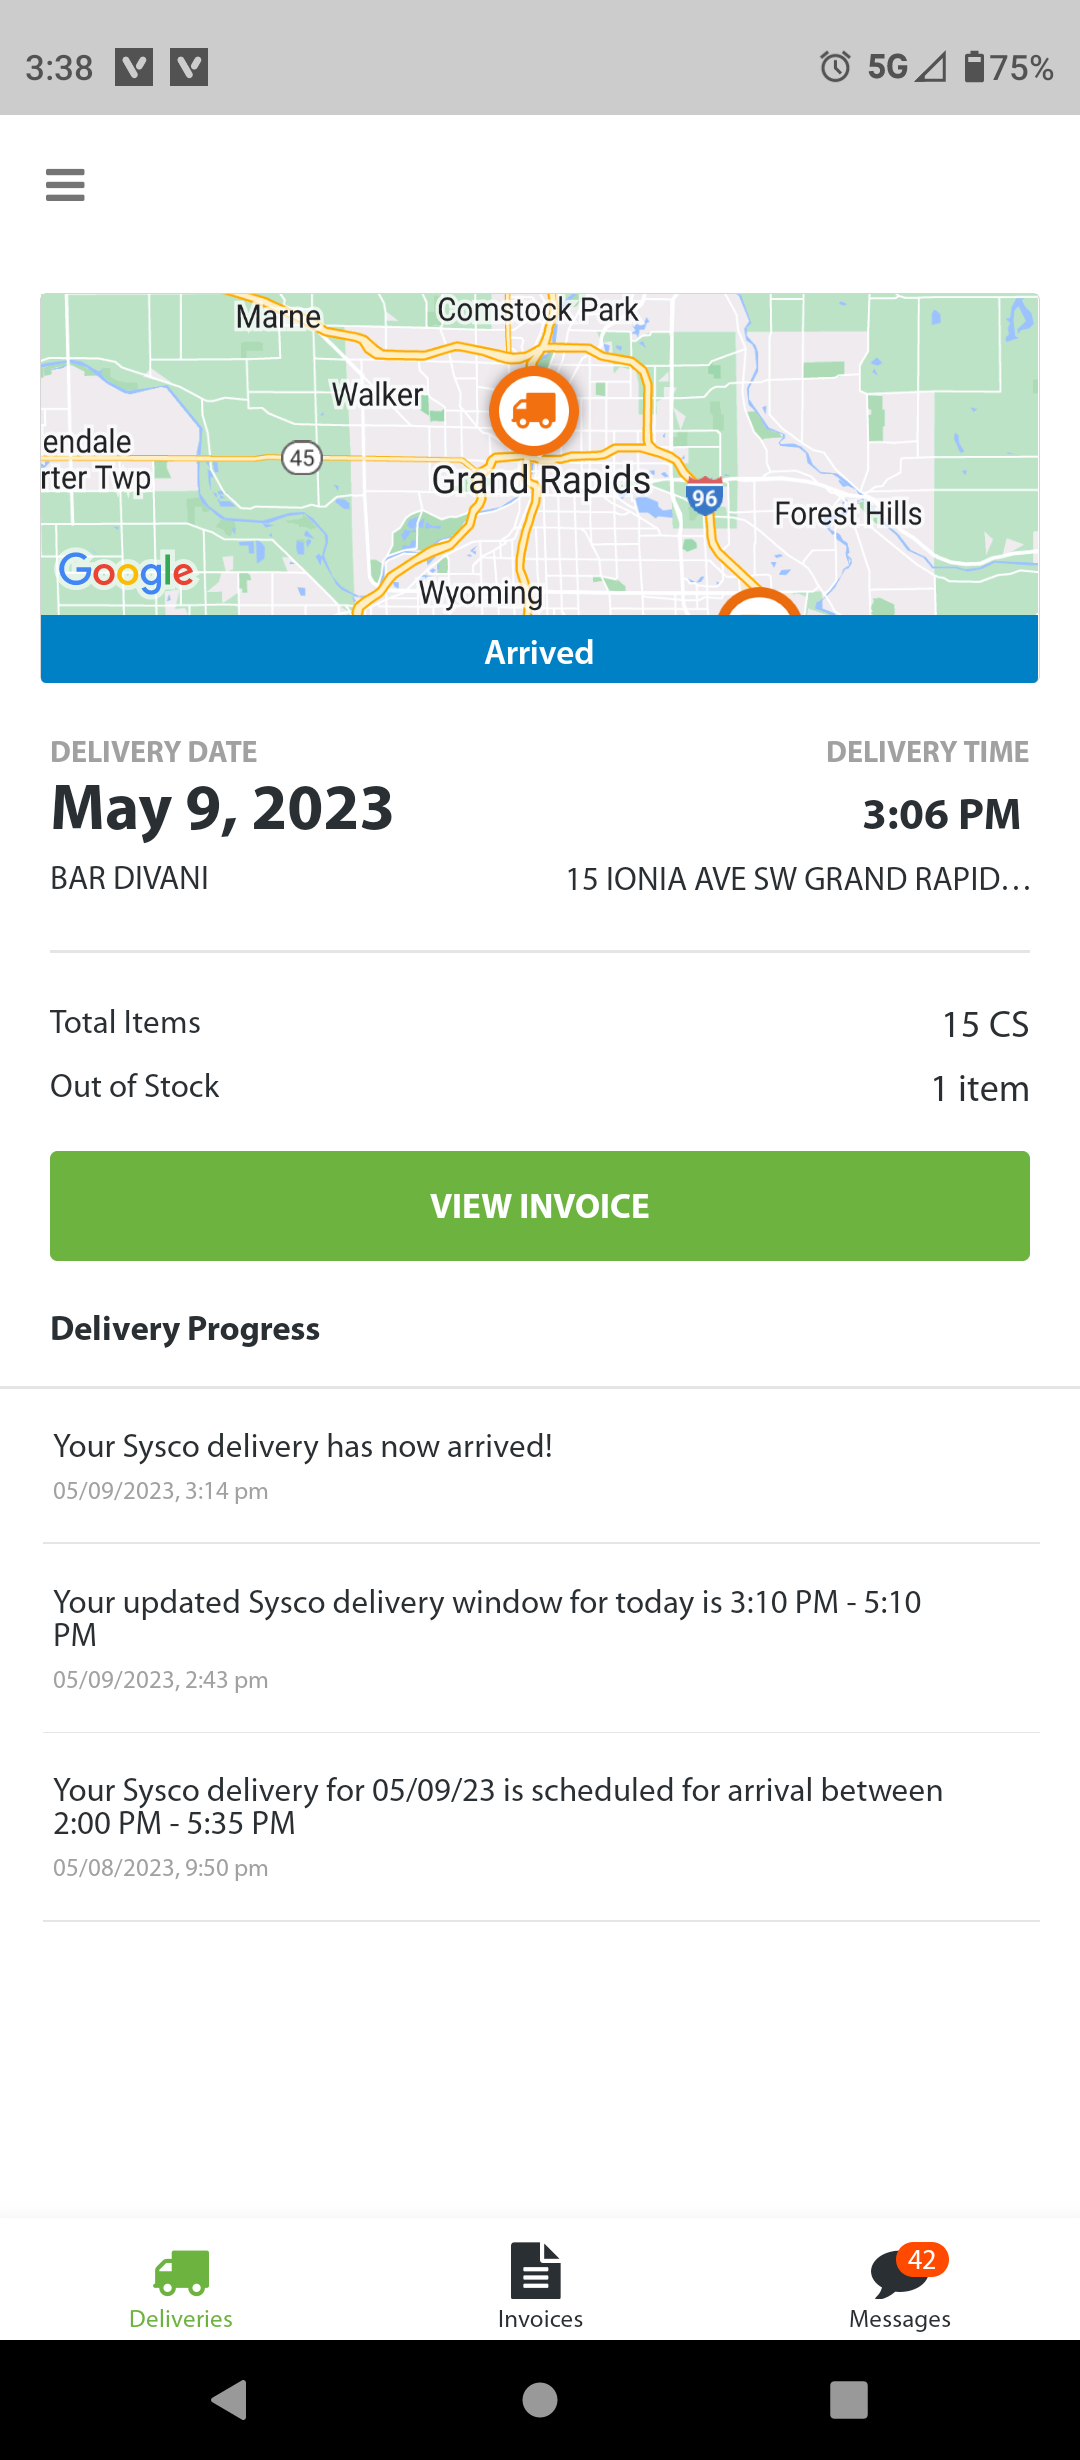 3:38
5G
75%
Marne
Comstock Park
Walker
endale
rter Twp
45
Grand Rapids
96
Forest Hills
Google
Wyoming
Arrived
DELIVERY DATE
DELIVERY TIME
May 9, 2023
3:06 PM
BAR DIVANI
15 IONIA AVE SW GRAND RAPID...
Total Items
15 CS
Out of Stock
1 item
VIEW INVOICE
Delivery Progress
Your Sysco delivery has now arrived!
05/09/2023, 3:14 pm
Your updated Sysco delivery window for today is 3:10 PM - 5:10
PM
05/09/2023, 2:43 pm
Your Sysco delivery for 05/09/23 is scheduled for arrival between
2:00 PM - 5:35 PM
05/08/2023, 9:50 pm
42
Deliveries
Invoices
Messages